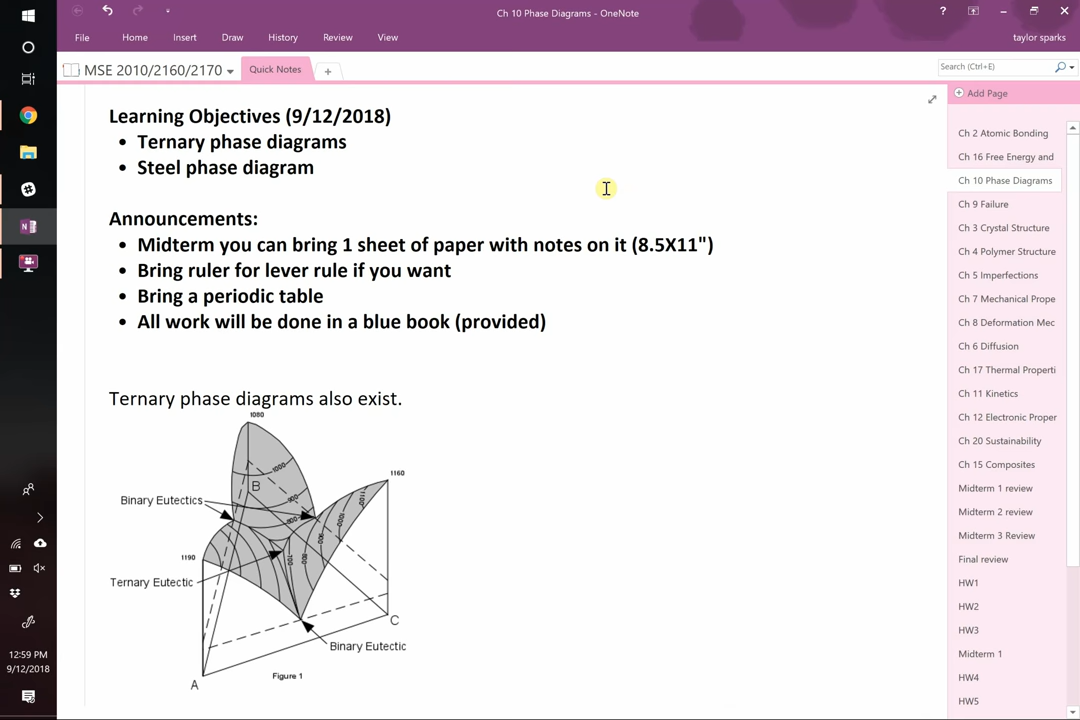 Ch 10 Phase Diagrams - OneNote
?
File Home Insert Draw History Review View
taylor sparks
MSE 2010/2160/2170
Quick Notes
+
Search (Ctrl+E)
Add Page
Learning Objectives (9/12/2018)
• Ternary phase diagrams
• Steel phase diagram
Announcements:
• Midterm you can bring 1 sheet of paper with notes on it (8.5X11")
• Bring ruler for lever rule if you want
• Bring a periodic table
• All work will be done in a blue book (provided)
Ternary phase diagrams also exist.
1080
1000
1160
B
Binary Eutectics
900
1100
800
1000
900
1190
700
800
Ternary Eutectic
C
Binary Eutectic
Figure 1
A
Ch 2 Atomic Bonding
Ch 16 Free Energy and
Ch 10 Phase Diagrams
Ch 9 Failure
Ch 3 Crystal Structure
Ch 4 Polymer Structure
Ch 5 Imperfections
Ch 7 Mechanical Prope
Ch 8 Deformation Mec
Ch 6 Diffusion
Ch 17 Thermal Properti
Ch 11 Kinetics
Ch 12 Electronic Proper
Ch 20 Sustainability
Ch 15 Composites
Midterm 1 review
Midterm 2 review
Midterm 3 Review
Final review
HW1
HW2
HW3
Midterm 1
HW4
HW5
12:59 PM
9/12/2018